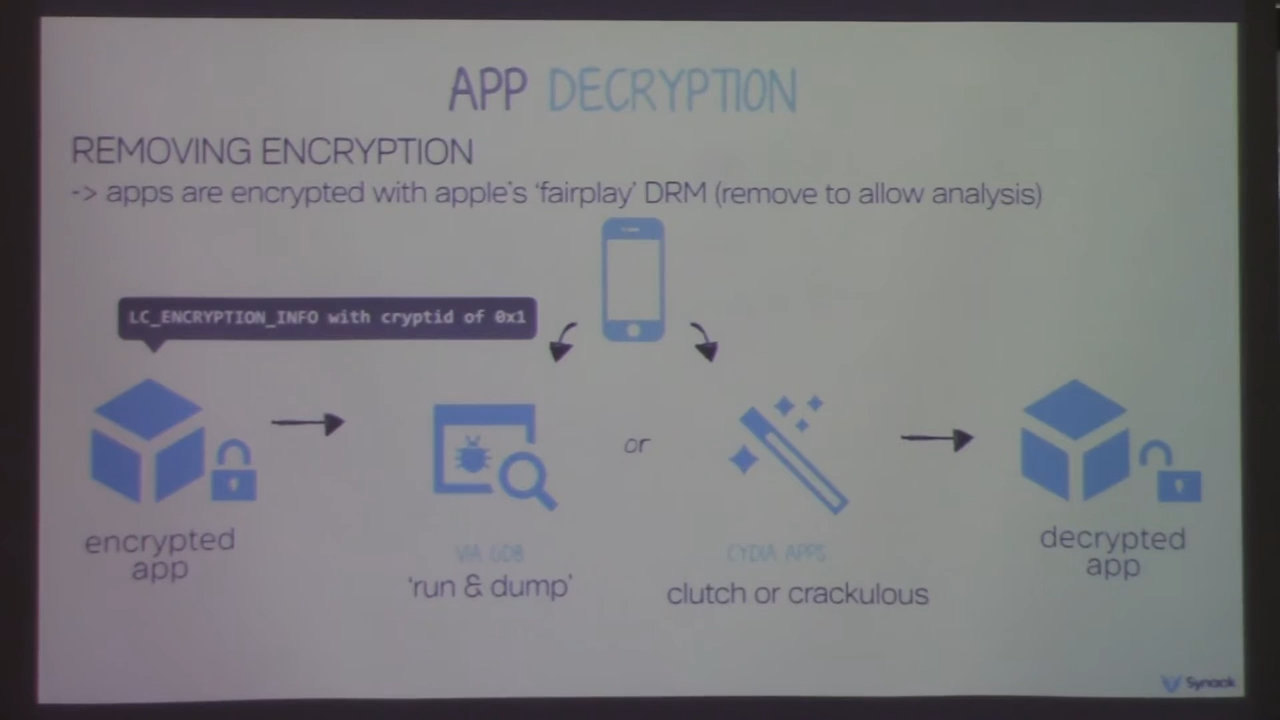 APP DECRYPTION
REMOVING ENCRYPTION
-> apps are encrypted with apple's 'fairplay' DRM (remove to allow analysis)
LC_ENCRYPTION_INFO with cryptid of 0x1
or
encrypted
app
VIA GDB
'run & dump'
CYDIA APPS
clutch or crackulous
decrypted
app
Synack